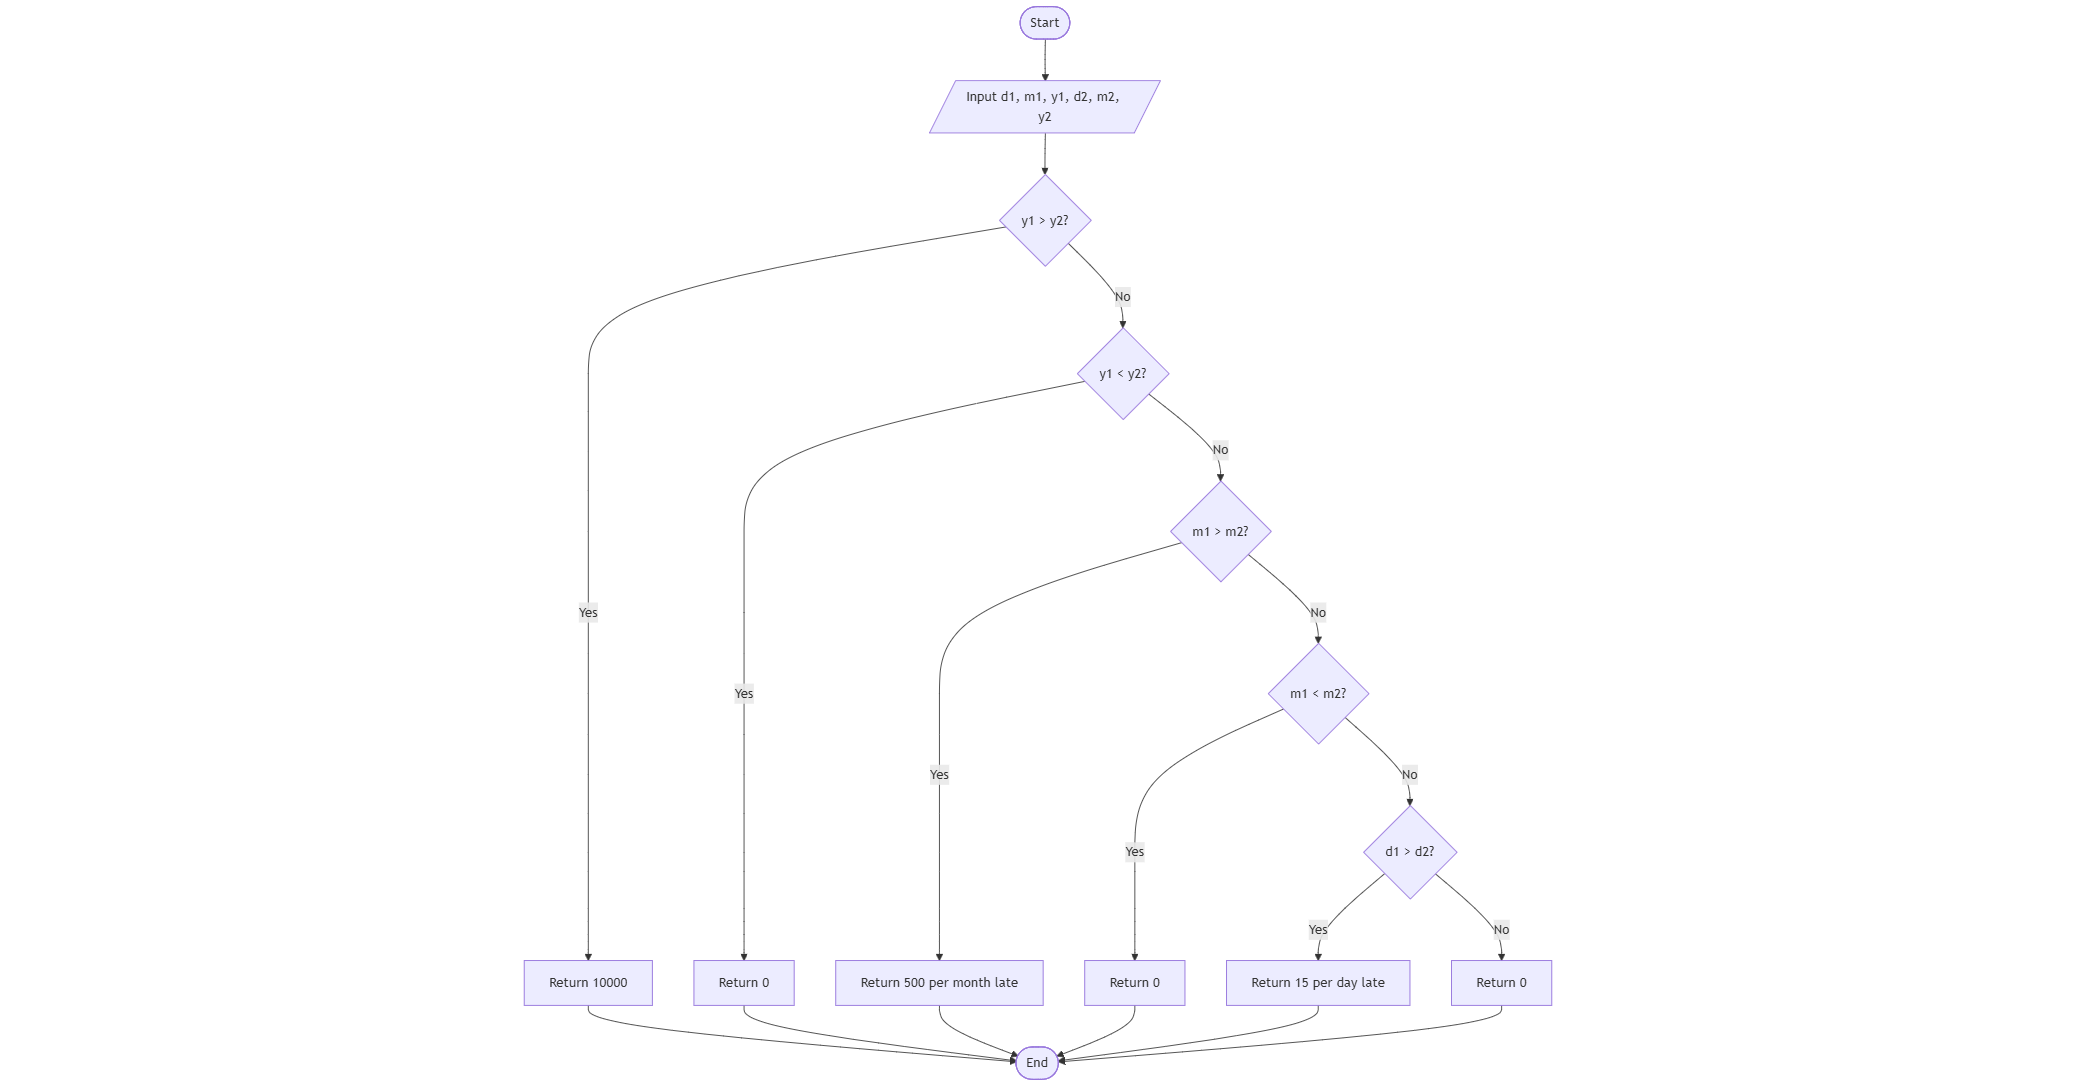 Start
Input d1, m1, y1, d2, m2,
y2
y1 > y2?
No
y1 < y2?
No
m1 > m2?
Yes
No
m1 < m2?
Yes
Yes
No
d1 > d2?
Yes
Yes
No
Return 10000
Return 0
Return 500 per month late
Return 0
Return 15 per day late
Return 0
End